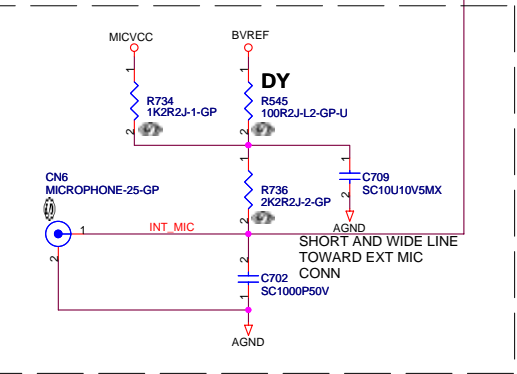 MICVCC
BVREF
DY
1
1
R734
1K2R2J-1-GP
R545
100R2J-L2-GP-U
2
2
1
1
CN6
MICROPHONE-25-GP
R736
2K2R2J-2-GP
C709
SC10U10V5MX
2
2
1
INT_MIC
AGND
SHORT AND WIDE LINE
TOWARD EXT MIC
CONN
2
2
C702
SC1000P50V
1
AGND